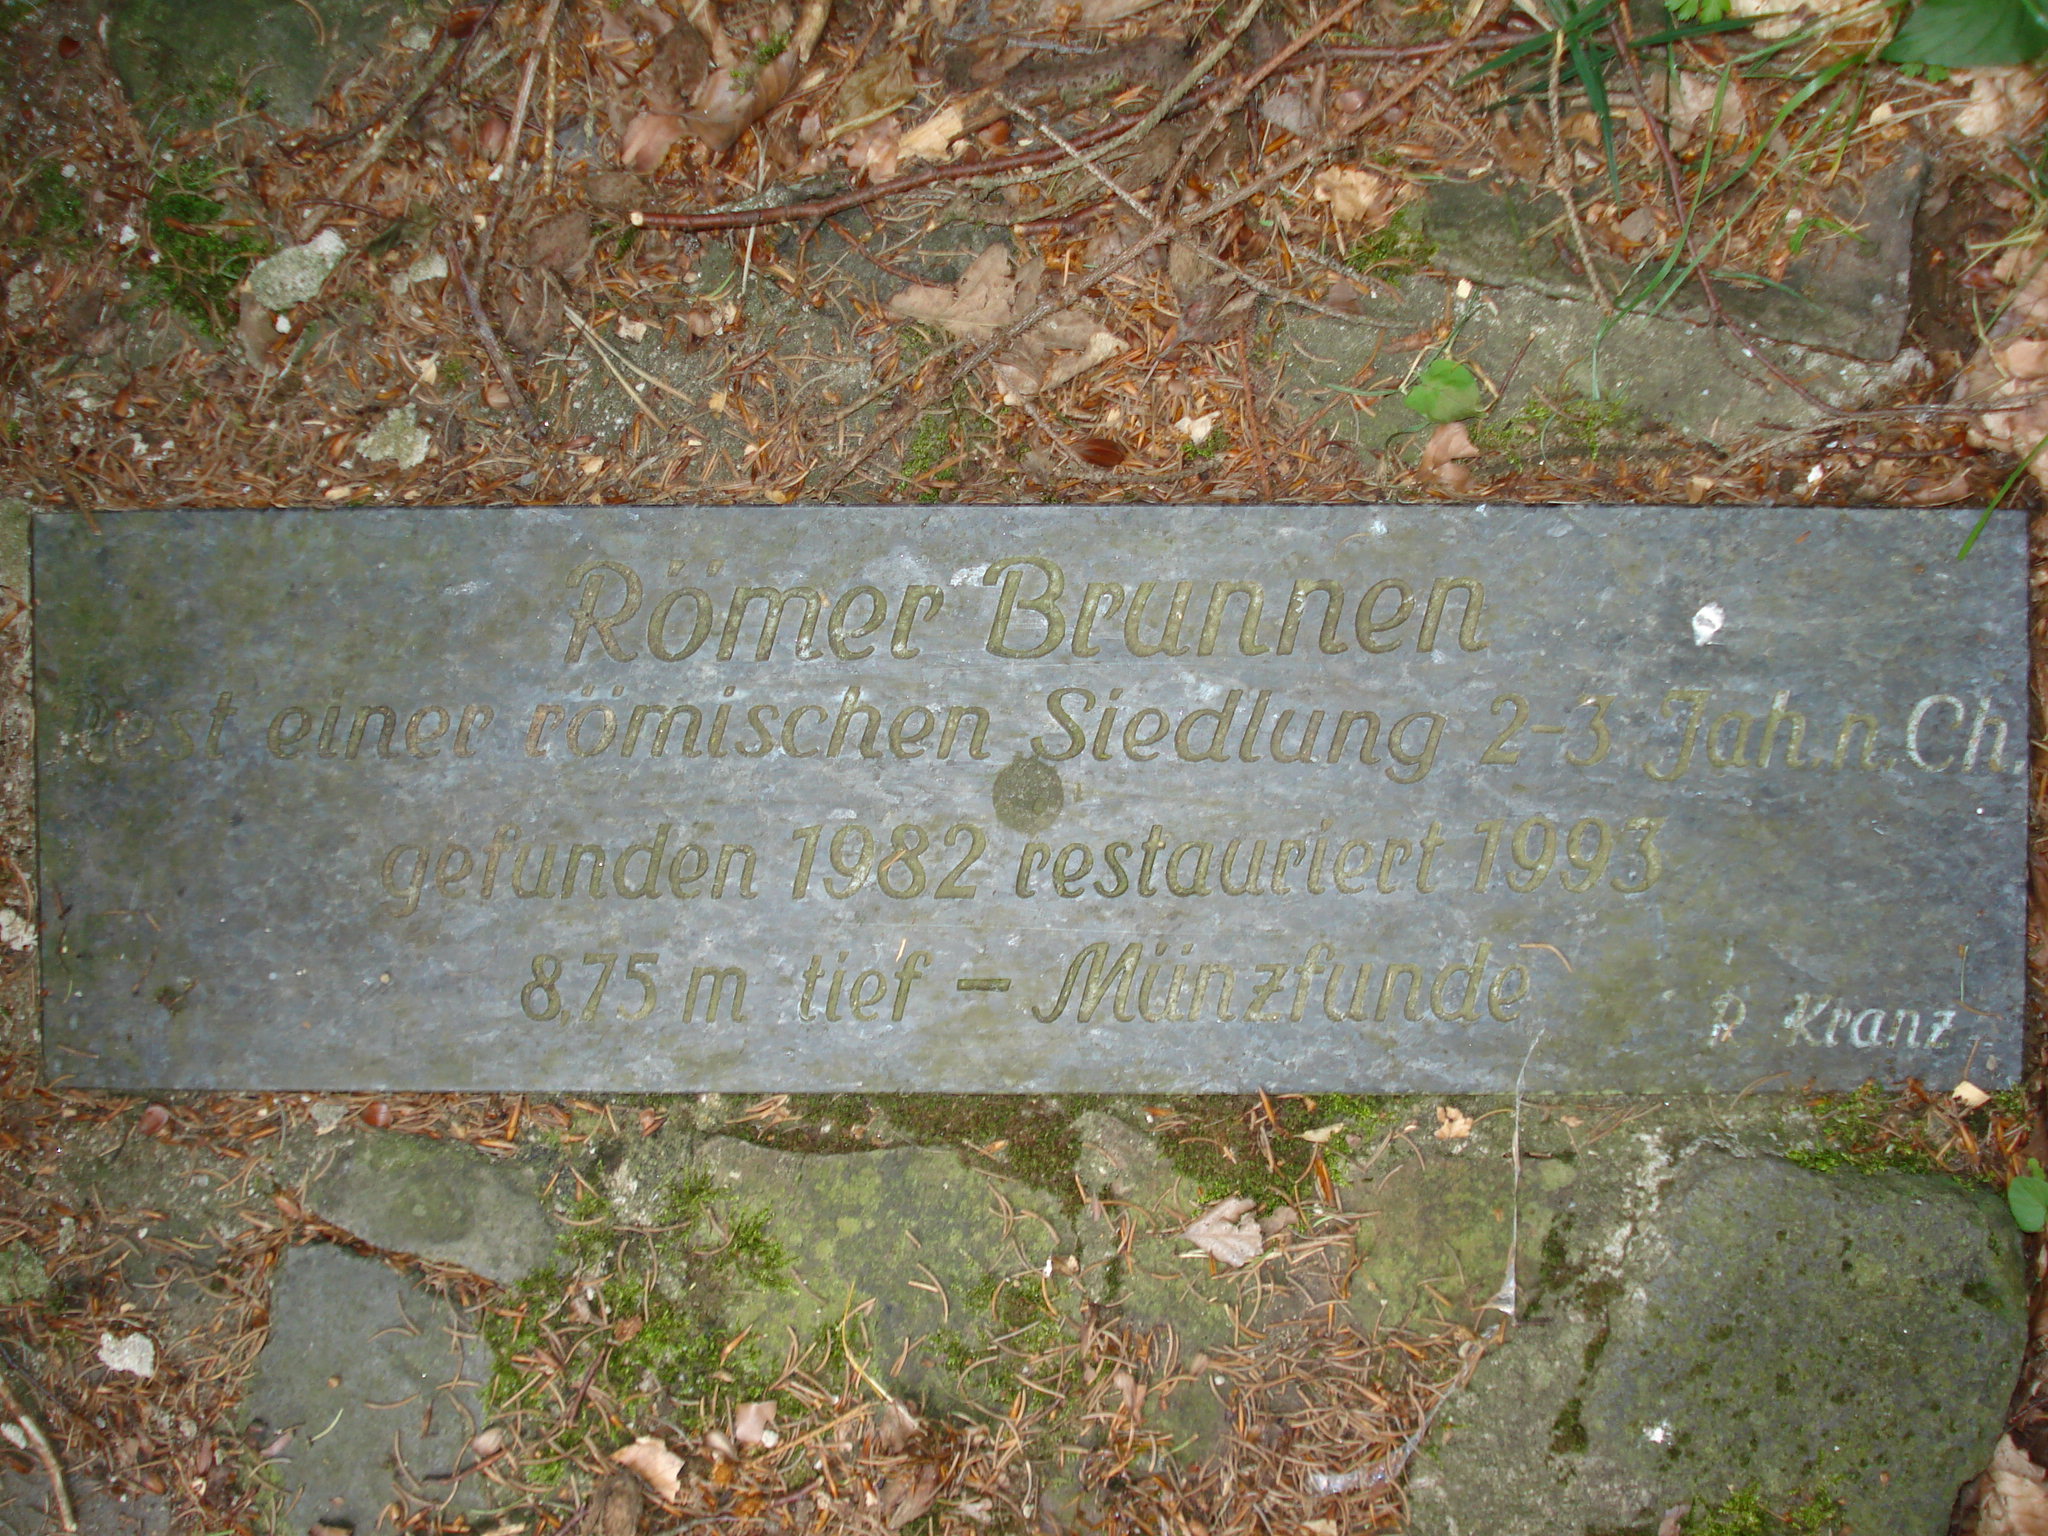 Römer Brunnen
Rest einer römischen Siedlung 2-3 Jah. n. Ch.
gefunden 1982 restauriert 1993
8,75 m tief - Münzfunde
R Kranz